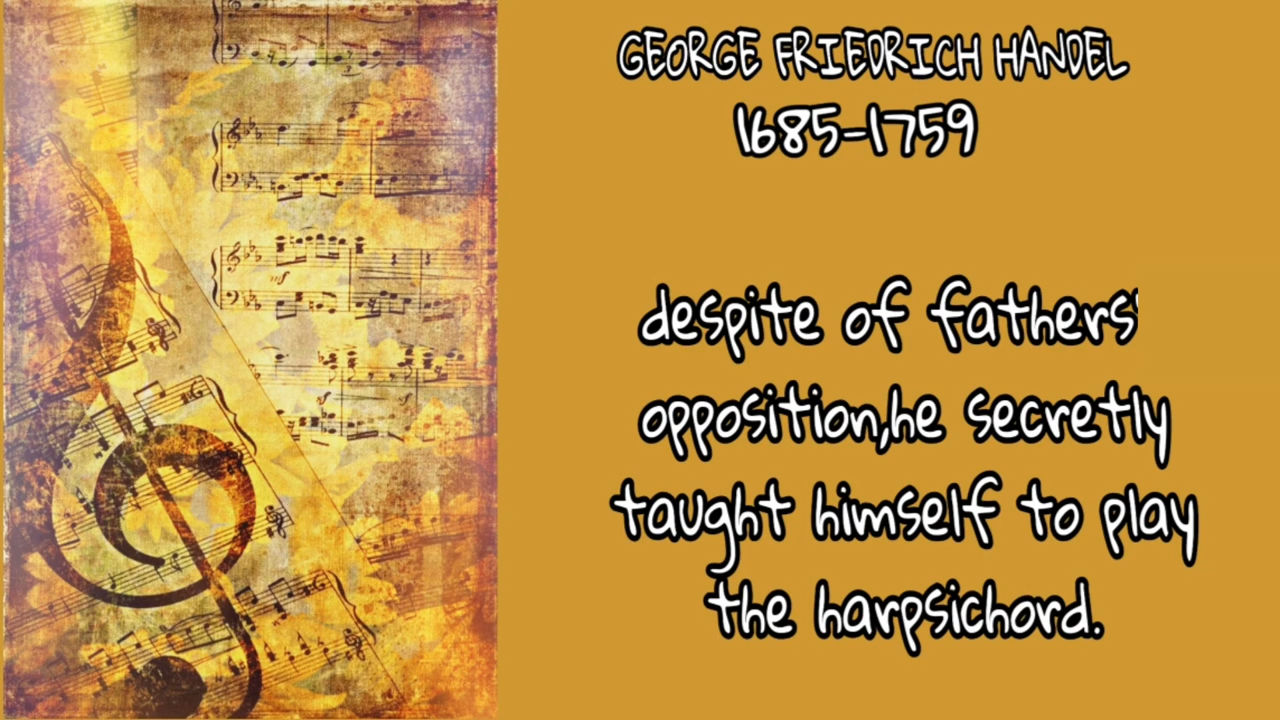 GEORGE FRIEDRICH HANDEL
1685-1759
despite of fathers'
opposition,he secretly
taught himself to play
the harpsichord.